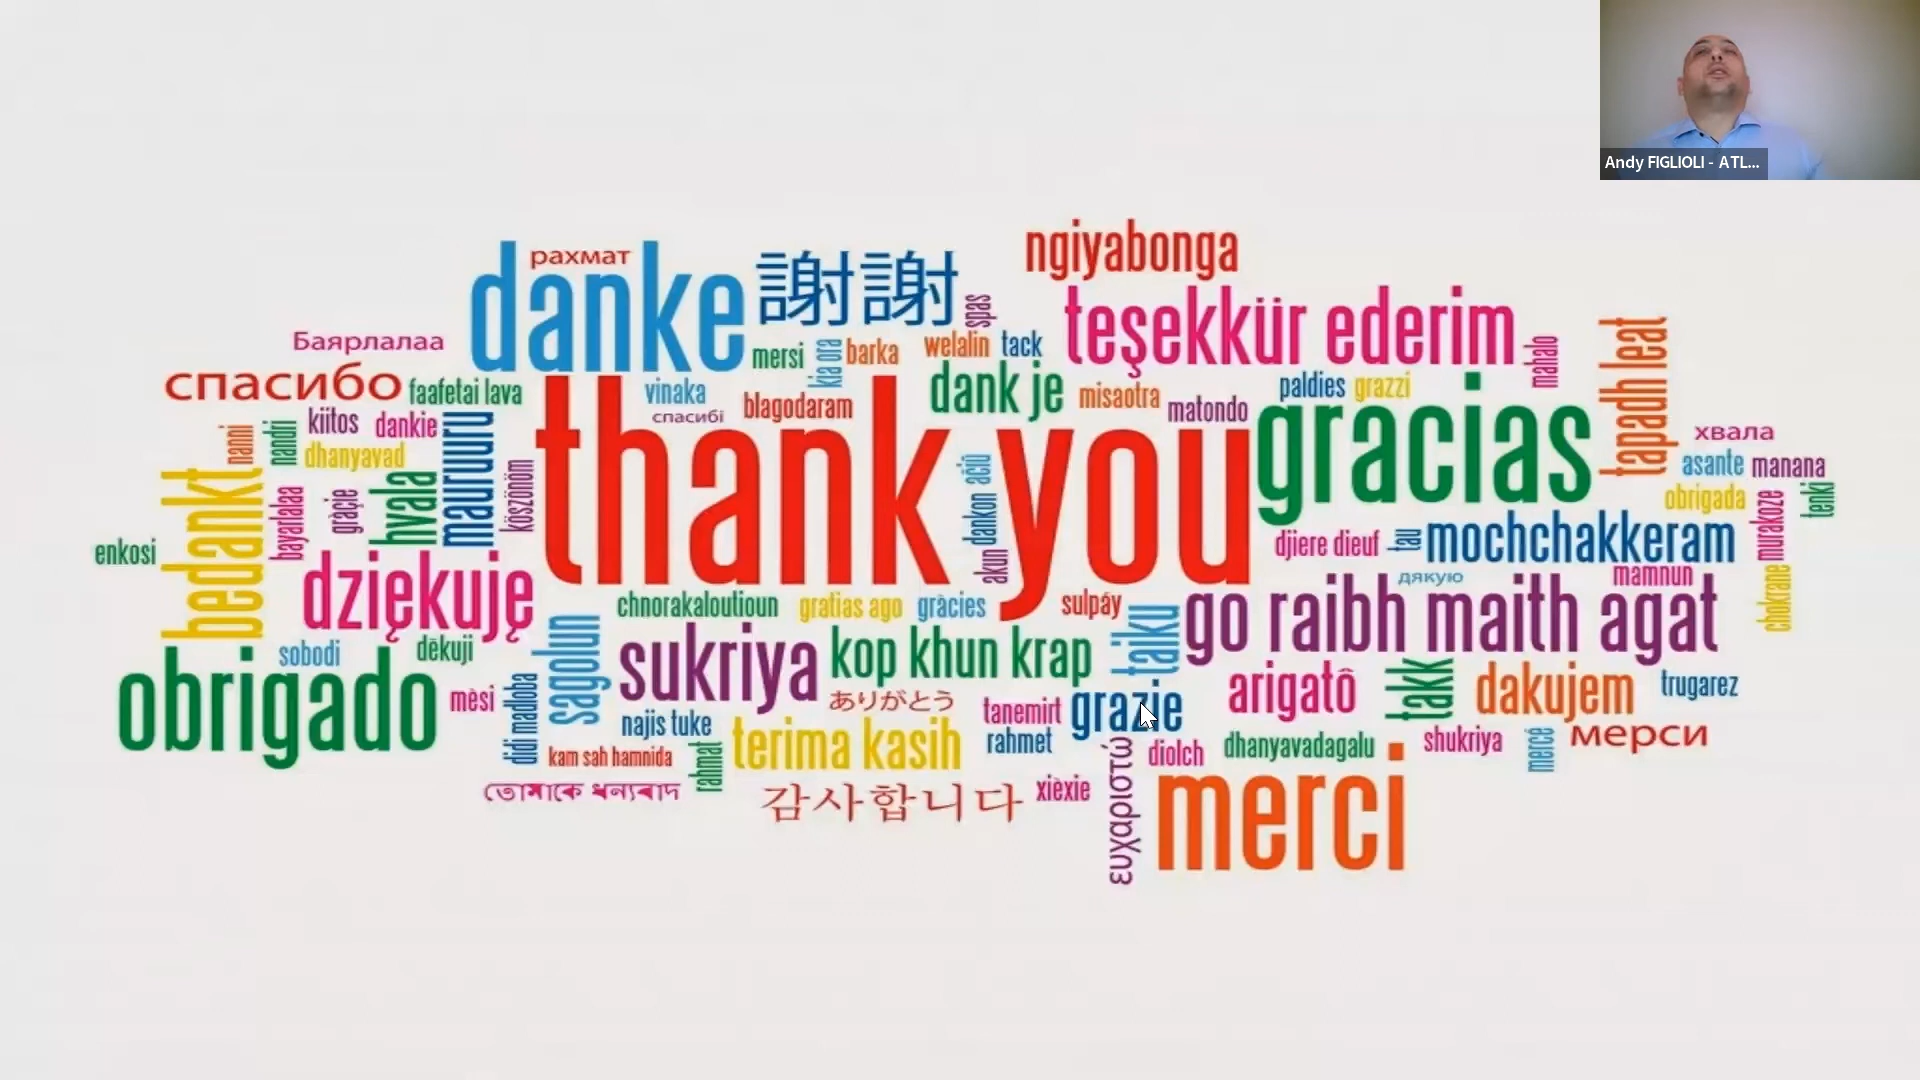 Andy FIGLIOLI - ATL...
ngiyabonga
рахмат
danke
謝謝
spas
teşekkür ederim
Баярлалаа
mersi
kia ora
barka
welalin
tack
mahalo
tapadh leat
спасибо
faafetai lava
vinaka
спасибі
blagodaram
dank je
misaotra
matondo
paldies
grazzi
gracias
хвала
nanni
nandri
kiitos
dankie
mauruuru
dhanyavad
bedankt
bayarlalaa
gràcie
hvala
köszönöm
thank you
akun
dankon
ačiū
asante
manana
obrigada
tenki
murakoze
enkosi
djiere dieuf
tau
mochchakkeram
дякую
mamnun
chokrane
dziękuję
chnorakaloutioun
gratias ago
gràcies
sulpáy
go raibh maith agat
sobodi
děkuji
sagolun
sukriya
kop khun krap
taiku
obrigado
mèsi
didi madloba
najis tuke
ありがとう
tanemirt
grazie
arigatô
takk
dakujem
trugarez
kam sah hamnida
rahmat
terima kasih
rahmet
diolch
dhanyavadagalu
shukriya
mercé
мерси
তোমাকে ধন্যবাদ
감사합니다
xièxie
ευχαριστώ
merci